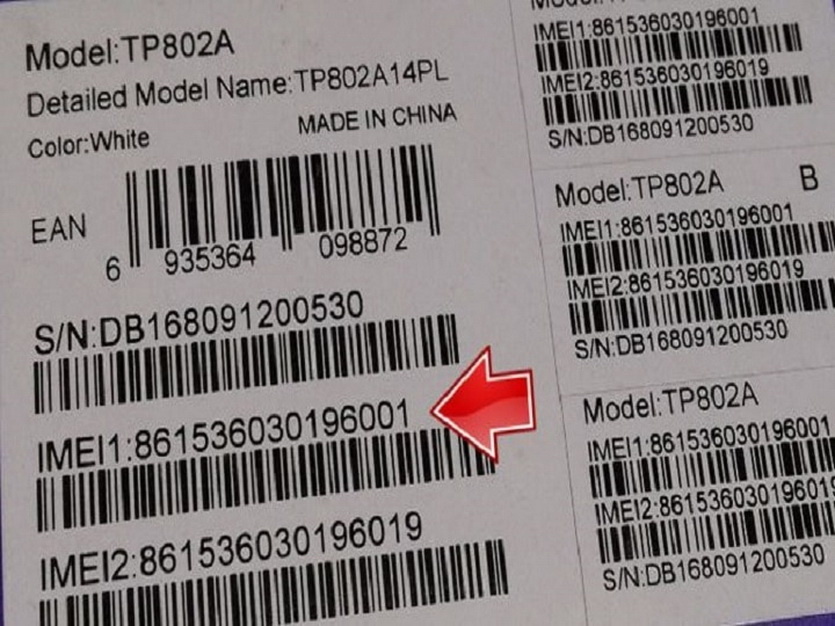 Model:TP802A
Detailed Model Name:TP802A14PL
Color:White
MADE IN CHINA
EAN
6 935364 098872
S/N:DB168091200530
IMEI1:861536030196001
IMEI2:861536030196019
IMEI1:861536030196001
IMEI2:861536030196019
S/N:DB168091200530
Model:TP802A
B
IMEI1:861536030196001
IMEI2:861536030196019
S/N:DB168091200530
Model:TP802A
IMEI1:861536030196001
IMEI2:861536030196019
S/N:DB168091200530